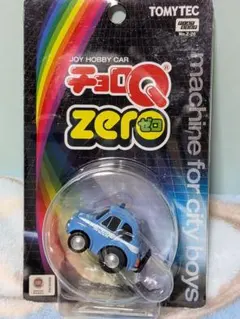 TOMYTEC
JOY HOBBY CAR
チョロQ
zero
ゼロ
machine for city boys